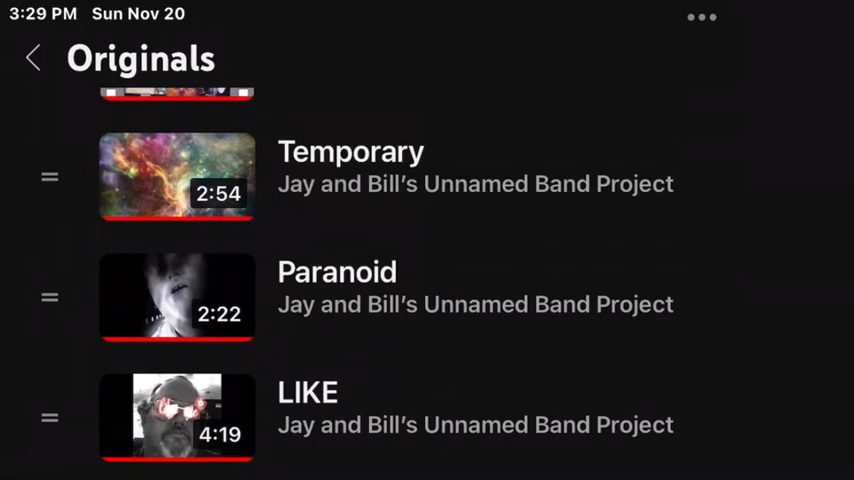 3:29 PM Sun Nov 20
Originals
Temporary
Jay and Bill’s Unnamed Band Project
2:54
Paranoid
Jay and Bill’s Unnamed Band Project
2:22
LIKE
Jay and Bill’s Unnamed Band Project
4:19